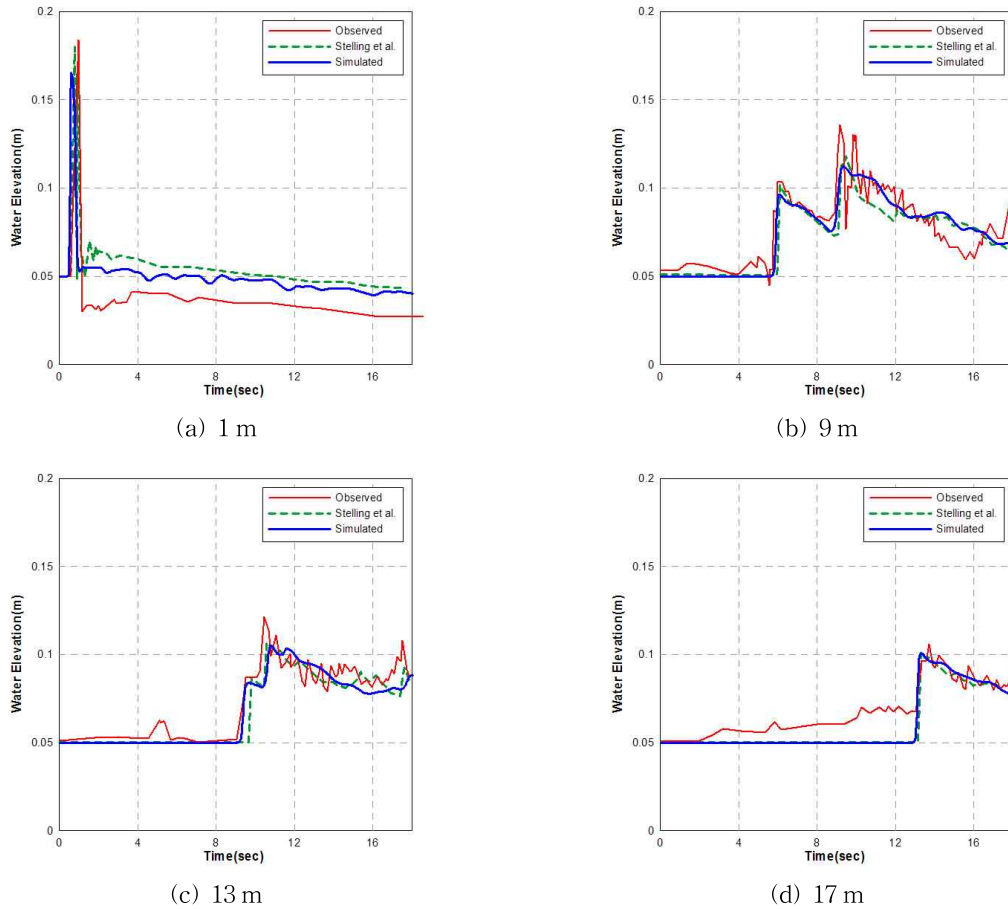 0.2
Observed
Stelling et al.
Simulated
0.15
Water Elevation(m)
0.1
0.05
0
0 4 8 12 16
Time(sec)
(a) 1 m
0.2
Observed
Stelling et al.
Simulated
0.15
Water Elevation(m)
0.1
0.05
0
0 4 8 12 16
Time(sec)
(b) 9 m
0.2
Observed
Stelling et al.
Simulated
0.15
Water Elevation(m)
0.1
0.05
0
0 4 8 12 16
Time(sec)
(c) 13 m
0.2
Observed
Stelling et al.
Simulated
0.15
Water Elevation(m)
0.1
0.05
0
0 4 8 12 16
Time(sec)
(d) 17 m